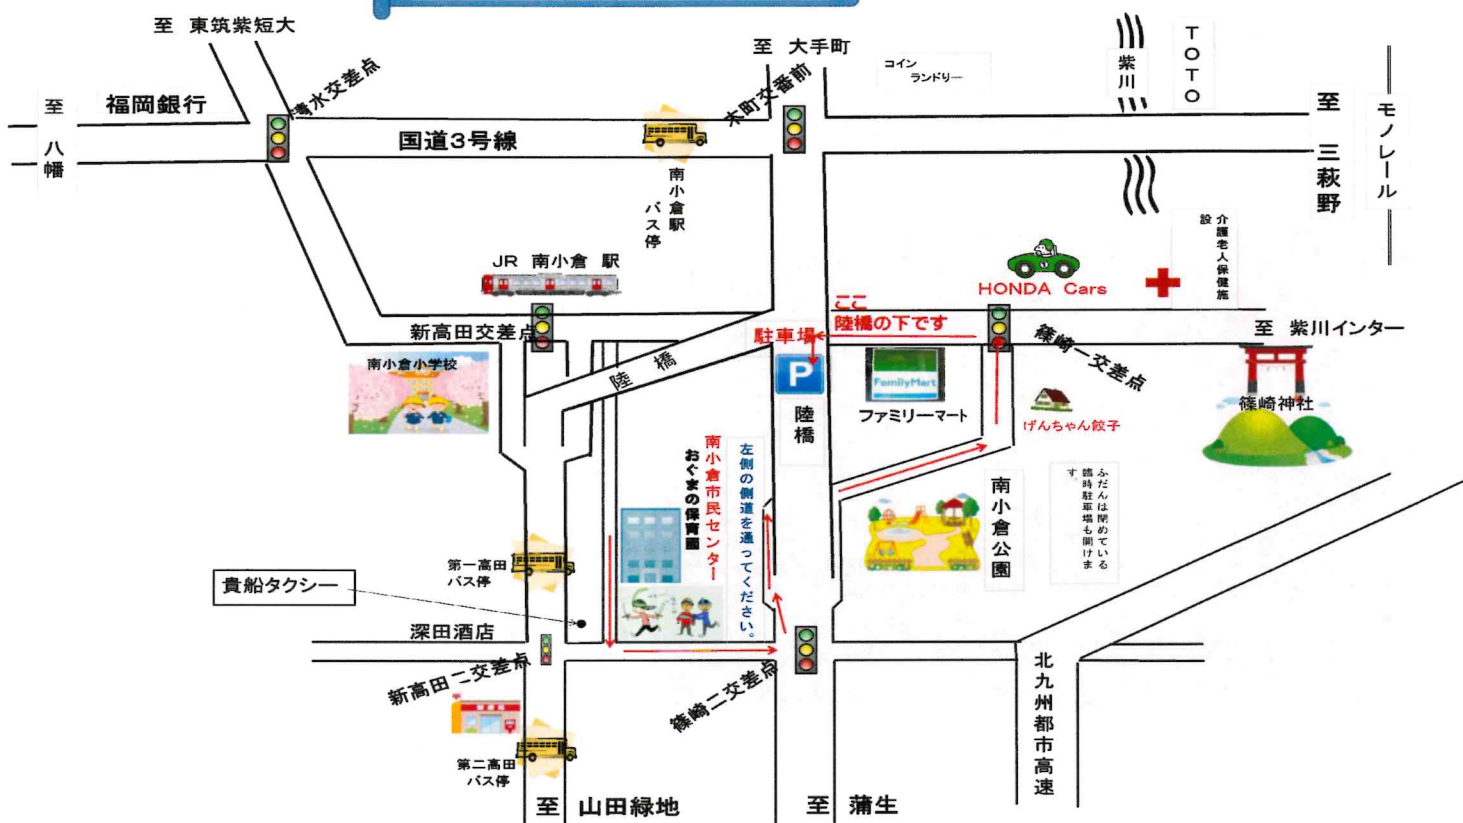 至 東筑紫短大
至 大手町
コイン
ランドリー
紫川
TOTO
至 八幡
福岡銀行
清水交差点
国道3号線
南小倉駅
バス停
木町交番前
至 三萩野
モノレール
介護老人保健施
設
JR 南小倉 駅
HONDA Cars
新高田交差点
ここ
陸橋の下です
駐車場
P
陸橋
陸橋
FamilyMart
ファミリーマート
篠崎一交差点
至 紫川インター
篠崎神社
げんちゃん餃子
南小倉小学校
左側の側道を通ってください。
南小倉市民センター
おぐまの保育園
南小倉公園
ふだんは閉めている
臨時駐車場も開けま
す
第一高田
バス停
貴船タクシー
深田酒店
新高田二交差点
篠崎二交差点
第二高田
バス停
至 山田緑地
至 蒲生
北九州都市高速